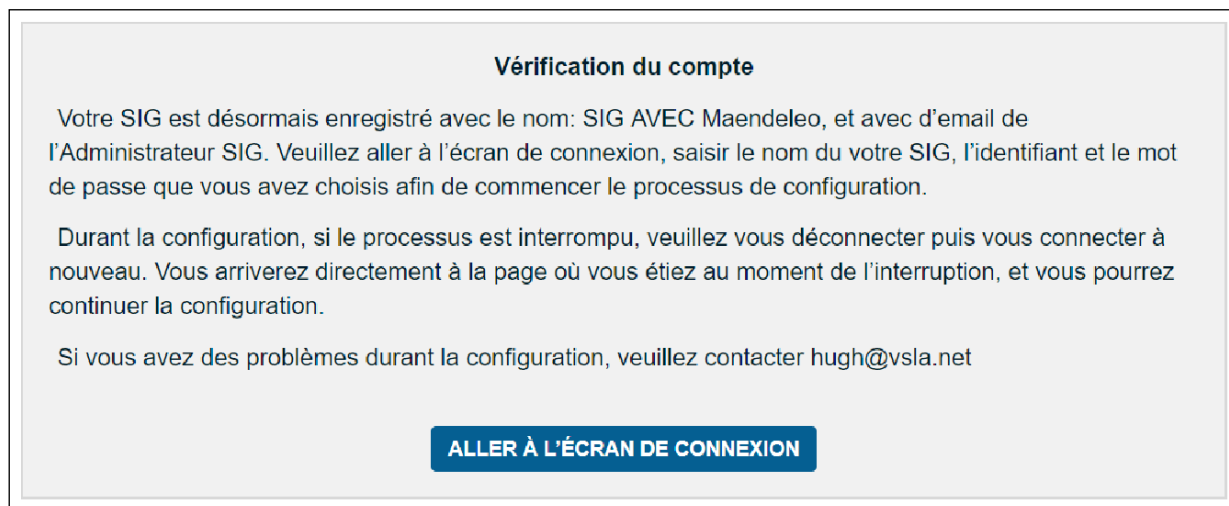 Vérification du compte
Votre SIG est désormais enregistré avec le nom: SIG AVEC Maendeleo, et avec d’email de
l’Administrateur SIG. Veuillez aller à l’écran de connexion, saisir le nom du votre SIG, l’identifiant et le mot
de passe que vous avez choisis afin de commencer le processus de configuration.
Durant la configuration, si le processus est interrompu, veuillez vous déconnecter puis vous connecter à
nouveau. Vous arriverez directement à la page où vous étiez au moment de l’interruption, et vous pourrez
continuer la configuration.
Si vous avez des problèmes durant la configuration, veuillez contacter hugh@vsla.net
ALLER À L’ÉCRAN DE CONNEXION